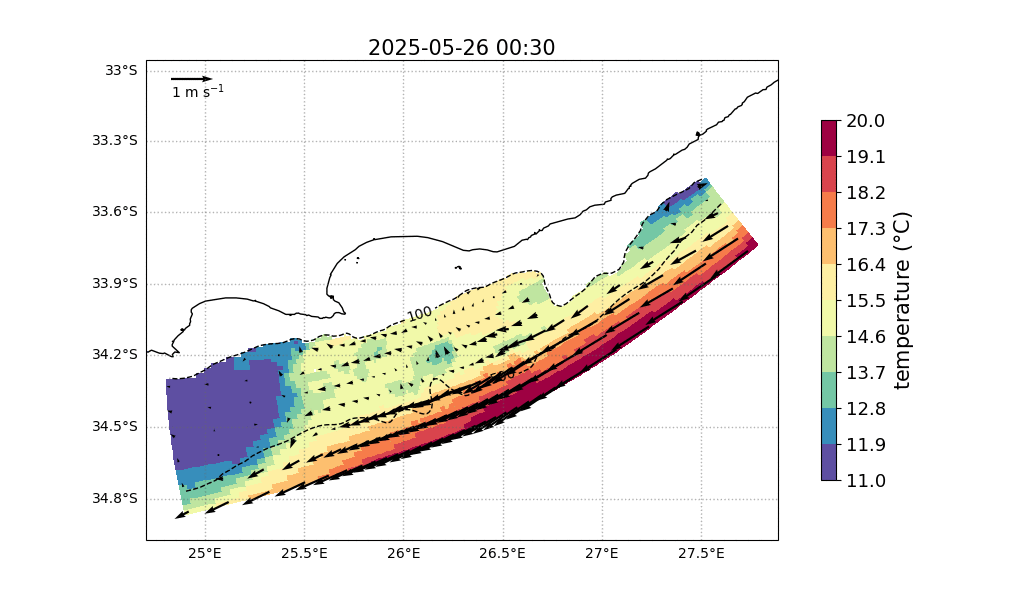 2025-05-26 00:30
1 m s⁻¹
33°S
33.3°S
33.6°S
33.9°S
34.2°S
34.5°S
34.8°S
25°E 25.5°E 26°E 26.5°E 27°E 27.5°E
100
20.0
19.1
18.2
17.3
16.4
15.5
14.6
13.7
12.8
11.9
11.0
temperature (°C)